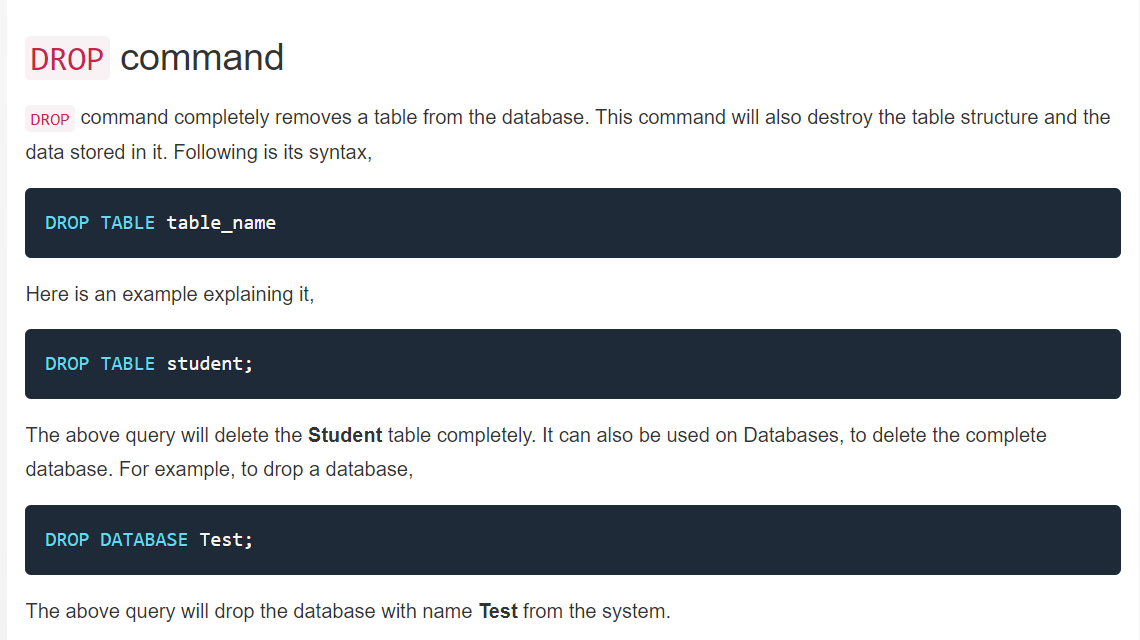 DROP command
DROP command completely removes a table from the database. This command will also destroy the table structure and the
data stored in it. Following is its syntax,
DROP TABLE table_name
Here is an example explaining it,
DROP TABLE student;
The above query will delete the Student table completely. It can also be used on Databases, to delete the complete
database. For example, to drop a database,
DROP DATABASE Test;
The above query will drop the database with name Test from the system.